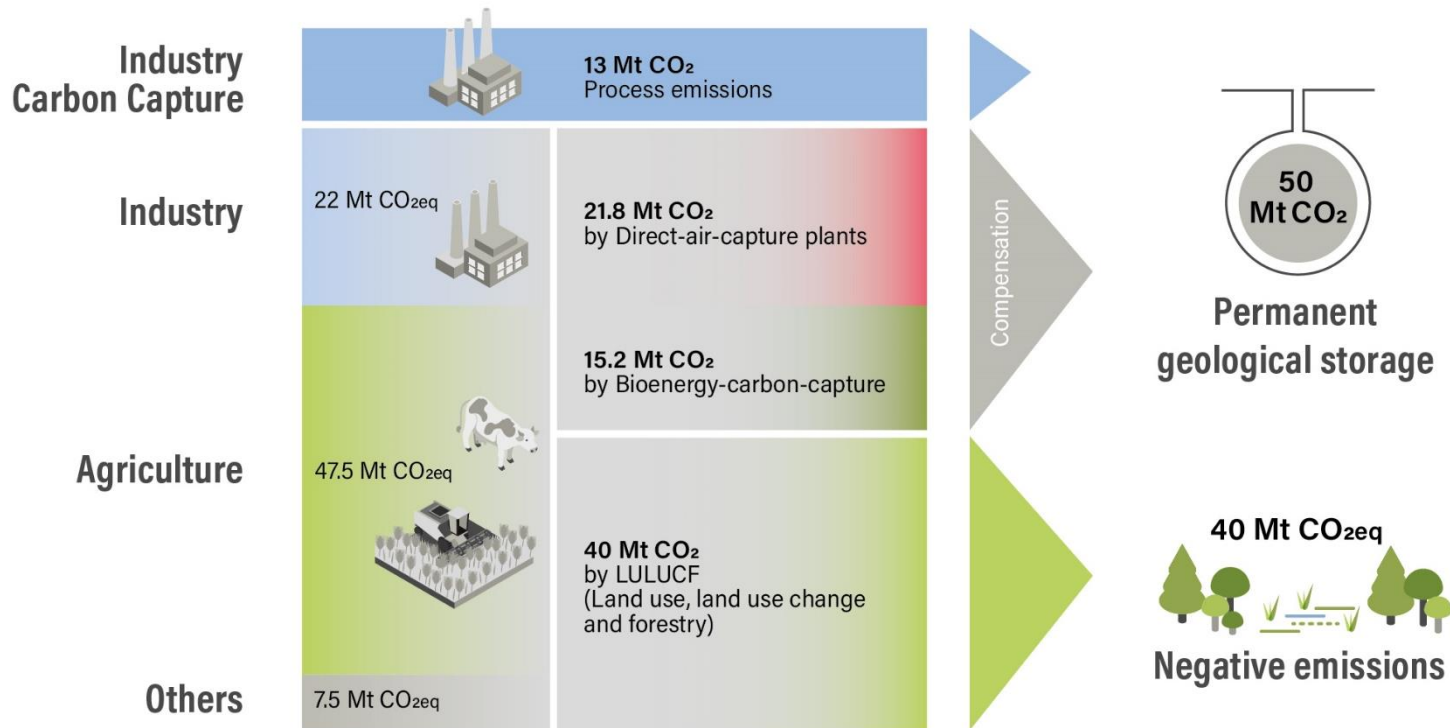 Industry
Carbon Capture
13 Mt CO₂
Process emissions
Industry
22 Mt CO₂eq
21.8 Mt CO₂
by Direct-air-capture plants
15.2 Mt CO₂
by Bioenergy-carbon-capture
Agriculture
47.5 Mt CO₂eq
40 Mt CO₂
by LULUCF
(Land use, land use change
and forestry)
Others
7.5 Mt CO₂eq
Compensation
50
Mt CO₂
Permanent
geological storage
40 Mt CO₂eq
Negative emissions